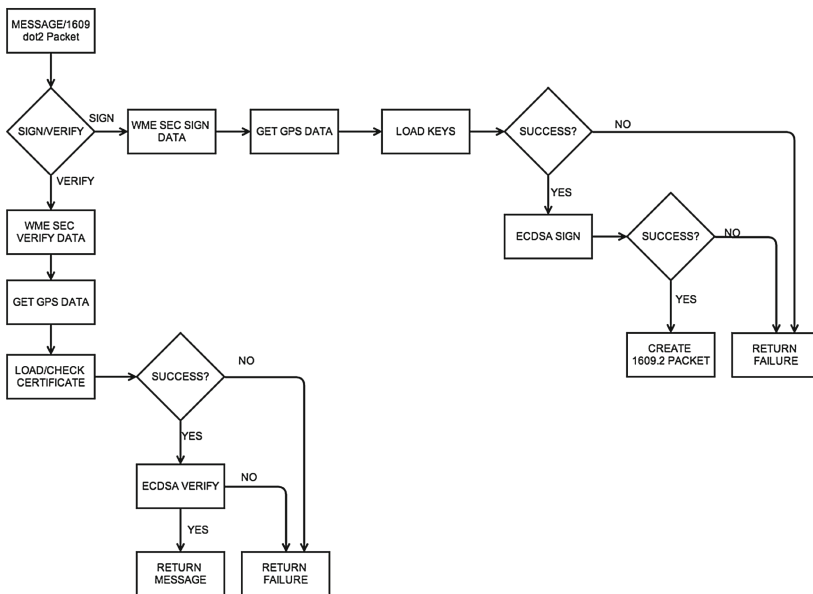 MESSAGE/1609
dot2 Packet
SIGN/VERIFY
SIGN
WME SEC SIGN
DATA
GET GPS DATA
LOAD KEYS
SUCCESS?
NO
YES
ECDSA SIGN
SUCCESS?
NO
YES
CREATE
1609.2 PACKET
RETURN
FAILURE
VERIFY
WME SEC
VERIFY DATA
GET GPS DATA
LOAD/CHECK
CERTIFICATE
SUCCESS?
NO
YES
ECDSA VERIFY
NO
YES
RETURN
MESSAGE
RETURN
FAILURE